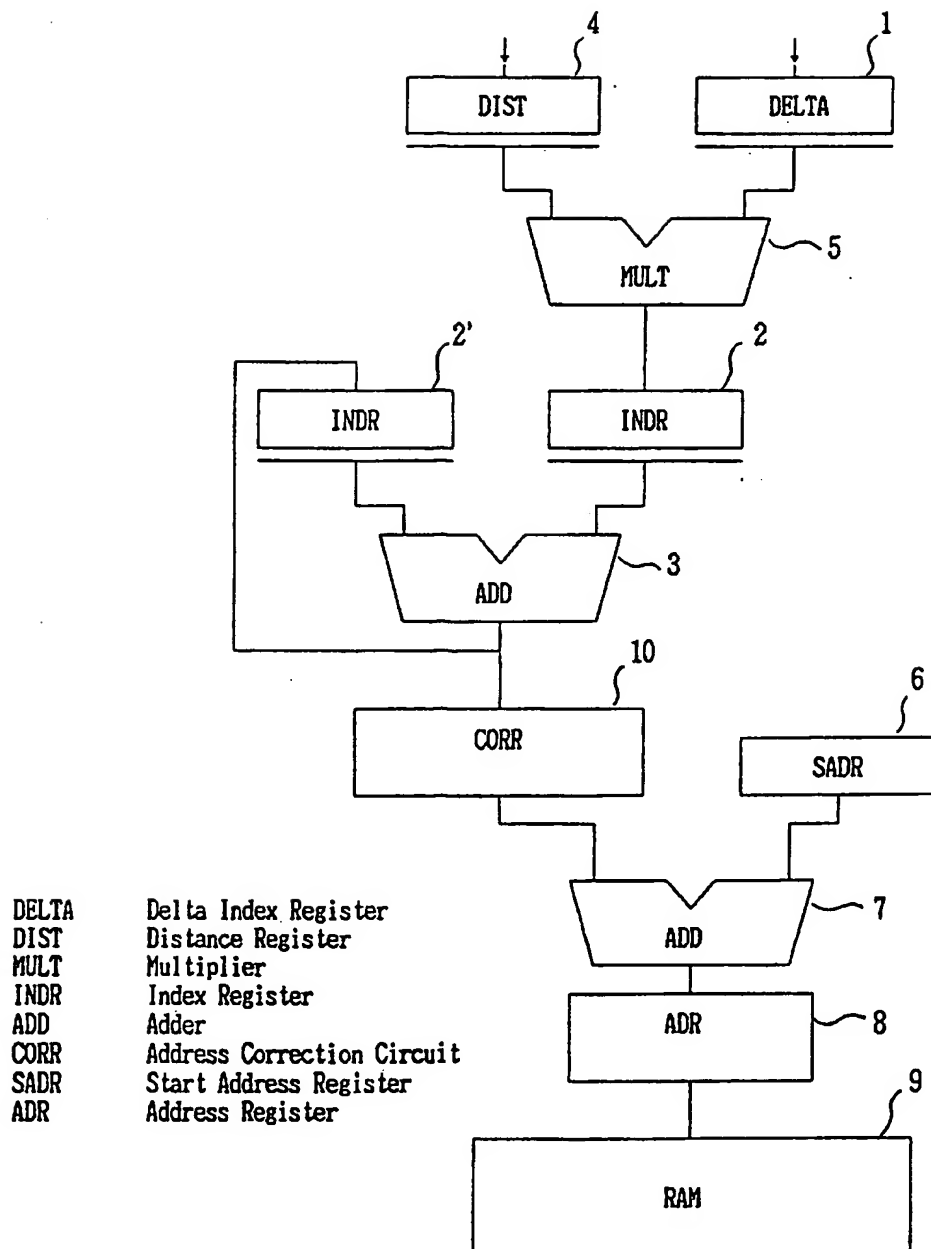 4 1
DIST DELTA
5
MULT
2' 2
INDR INDR
3
ADD
10
6
CORR
SADR
7
ADD
ADR
8
9
RAM
DELTA Delta Index Register
DIST Distance Register
MULT Multiplier
INDR Index Register
ADD Adder
CORR Address Correction Circuit
SADR Start Address Register
ADR Address Register